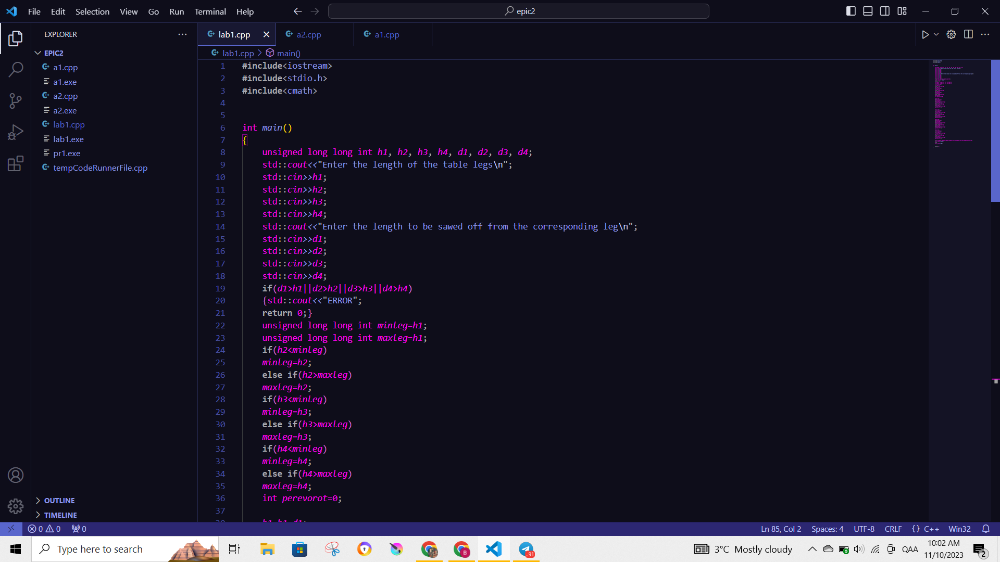 File Edit Selection View Go Run Terminal Help
epic2
EXPLORER
EPIC2
a1.cpp
a1.exe
a2.cpp
a2.exe
lab1.cpp
lab1.exe
pr1.exe
tempCodeRunnerFile.cpp
OUTLINE
TIMELINE
lab1.cpp a2.cpp a1.cpp
lab1.cpp > main()
1 #include<iostream>
2 #include<stdio.h>
3 #include<cmath>
4
5
6 int main()
7 {
8 unsigned long long int h1, h2, h3, h4, d1, d2, d3, d4;
9 std::cout<<"Enter the length of the table legs\n";
10 std::cin>>h1;
11 std::cin>>h2;
12 std::cin>>h3;
13 std::cin>>h4;
14 std::cout<<"Enter the length to be sawed off from the corresponding leg\n";
15 std::cin>>d1;
16 std::cin>>d2;
17 std::cin>>d3;
18 std::cin>>d4;
19 if(d1>h1||d2>h2||d3>h3||d4>h4)
20 {std::cout<<"ERROR";
21 return 0;}
22 unsigned long long int minleg=h1;
23 unsigned long long int maxleg=h1;
24 if(h2<minleg)
25 minleg=h2;
26 else if(h2>maxleg)
27 maxleg=h2;
28 if(h3<minleg)
29 minleg=h3;
30 else if(h3>maxleg)
31 maxleg=h3;
32 if(h4<minleg)
33 minleg=h4;
34 else if(h4>maxleg)
35 maxleg=h4;
36 int perevorot=0;
37
0 0 0
Ln 85, Col 2 Spaces: 4 UTF-8 CRLF {} C++ Win32
Type here to search
..91
3°C Mostly cloudy
QAA
10:02 AM
11/10/2023
2